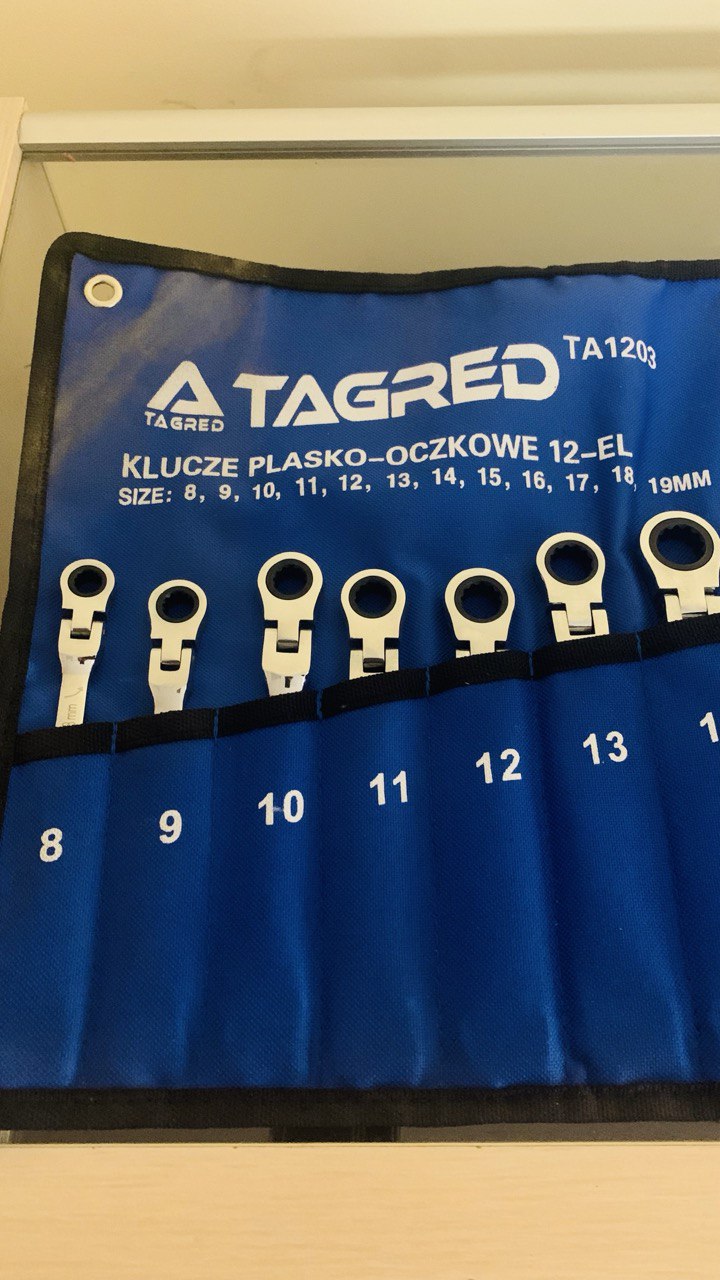 TAGRED
TAGRED
TA1203
KLUCZE PLASKO-OCZKOWE 12-EL
SIZE: 8, 9, 10, 11, 12, 13, 14, 15, 16, 17, 18, 19MM
8
9
10
11
12
13
1